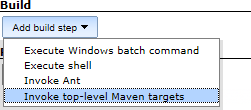 Build
Add build step
Execute Windows batch command
Execute shell
Invoke Ant
Invoke top-level Maven targets